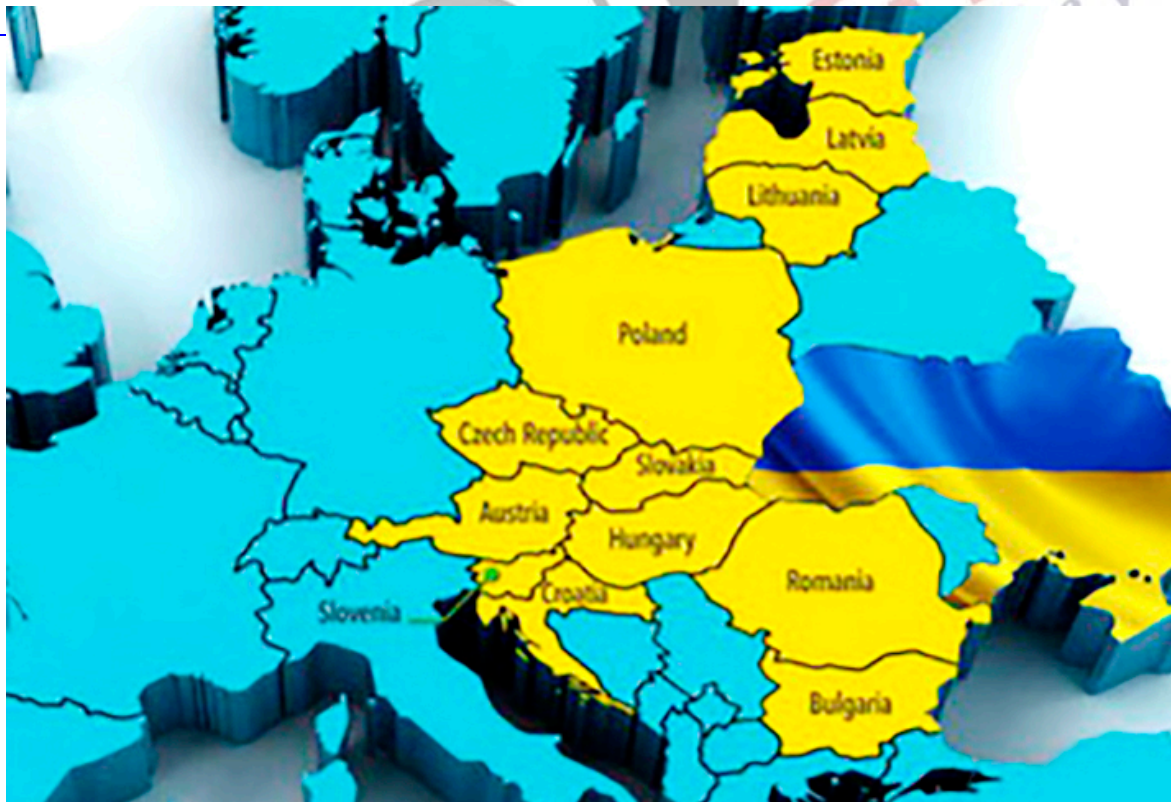 Estonia
Latvia
Lithuania
Poland
Czech Republic
Slovakia
Austria
Hungary
Slovenia
Croatia
Romania
Bulgaria